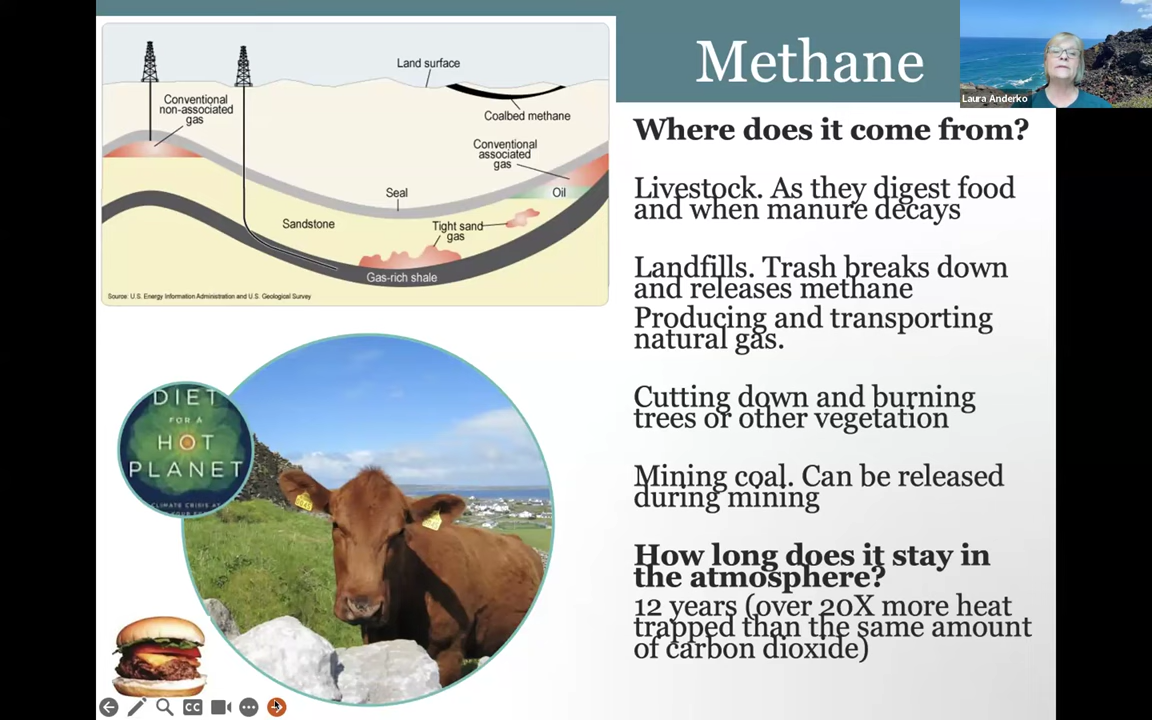 Methane
Laura Anderko
Land surface
Conventional
non-associated
gas
Coalbed methane
Conventional
associated
gas
Seal
Oil
Sandstone
Tight sand
gas
Gas-rich shale
Source: U.S. Energy Information Administration and U.S. Geological Survey
Where does it come from?
Livestock. As they digest food
and when manure decays
Landfills. Trash breaks down
and releases methane
Producing and transporting
natural gas.
Cutting down and burning
trees or other vegetation
Mining coal. Can be released
during mining
How long does it stay in
the atmosphere?
12 years (over 20X more heat
trapped than the same amount
of carbon dioxide)
DIET
FOR A
HOT
PLANET
CLIMATE CRISIS AT
CC